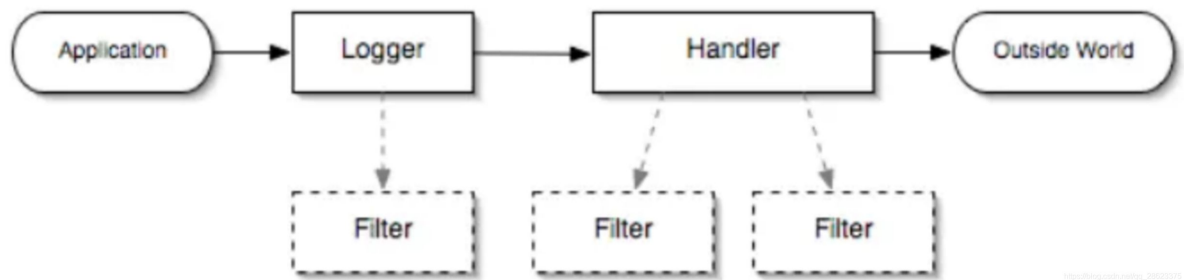 Application
Logger
Handler
Outside World
Filter
Filter
Filter